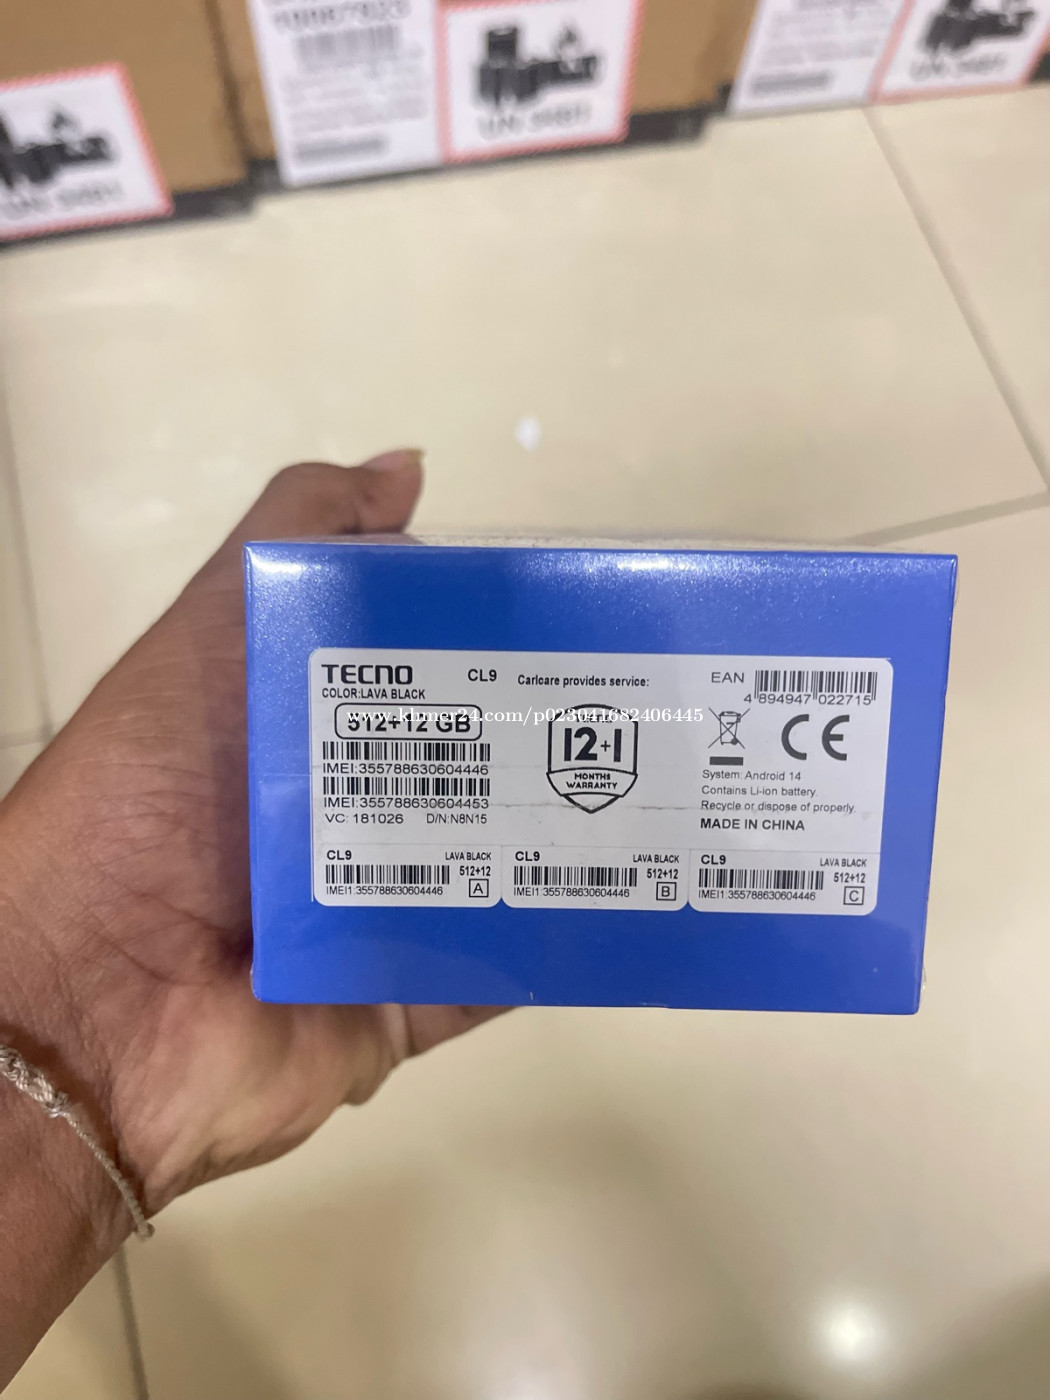 TECNO
CL9
Carlcare provides service:
EAN
4 894947 022715
COLOR:LAVA BLACK
512+12 GB
www.khmer24.com/p023041682406445
12+1
MONTHS
WARRANTY
CE
IMEI:355788630604446
IMEI:355788630604453
VC: 181026 D/N:N8N15
System: Android 14
Contains Li-ion battery.
Recycle or dispose of properly.
MADE IN CHINA
CL9 LAVA BLACK
512+12
IMEI1:355788630604446 A
CL9 LAVA BLACK
512+12
IMEI1:355788630604446 B
CL9 LAVA BLACK
512+12
IMEI1:355788630604446 C